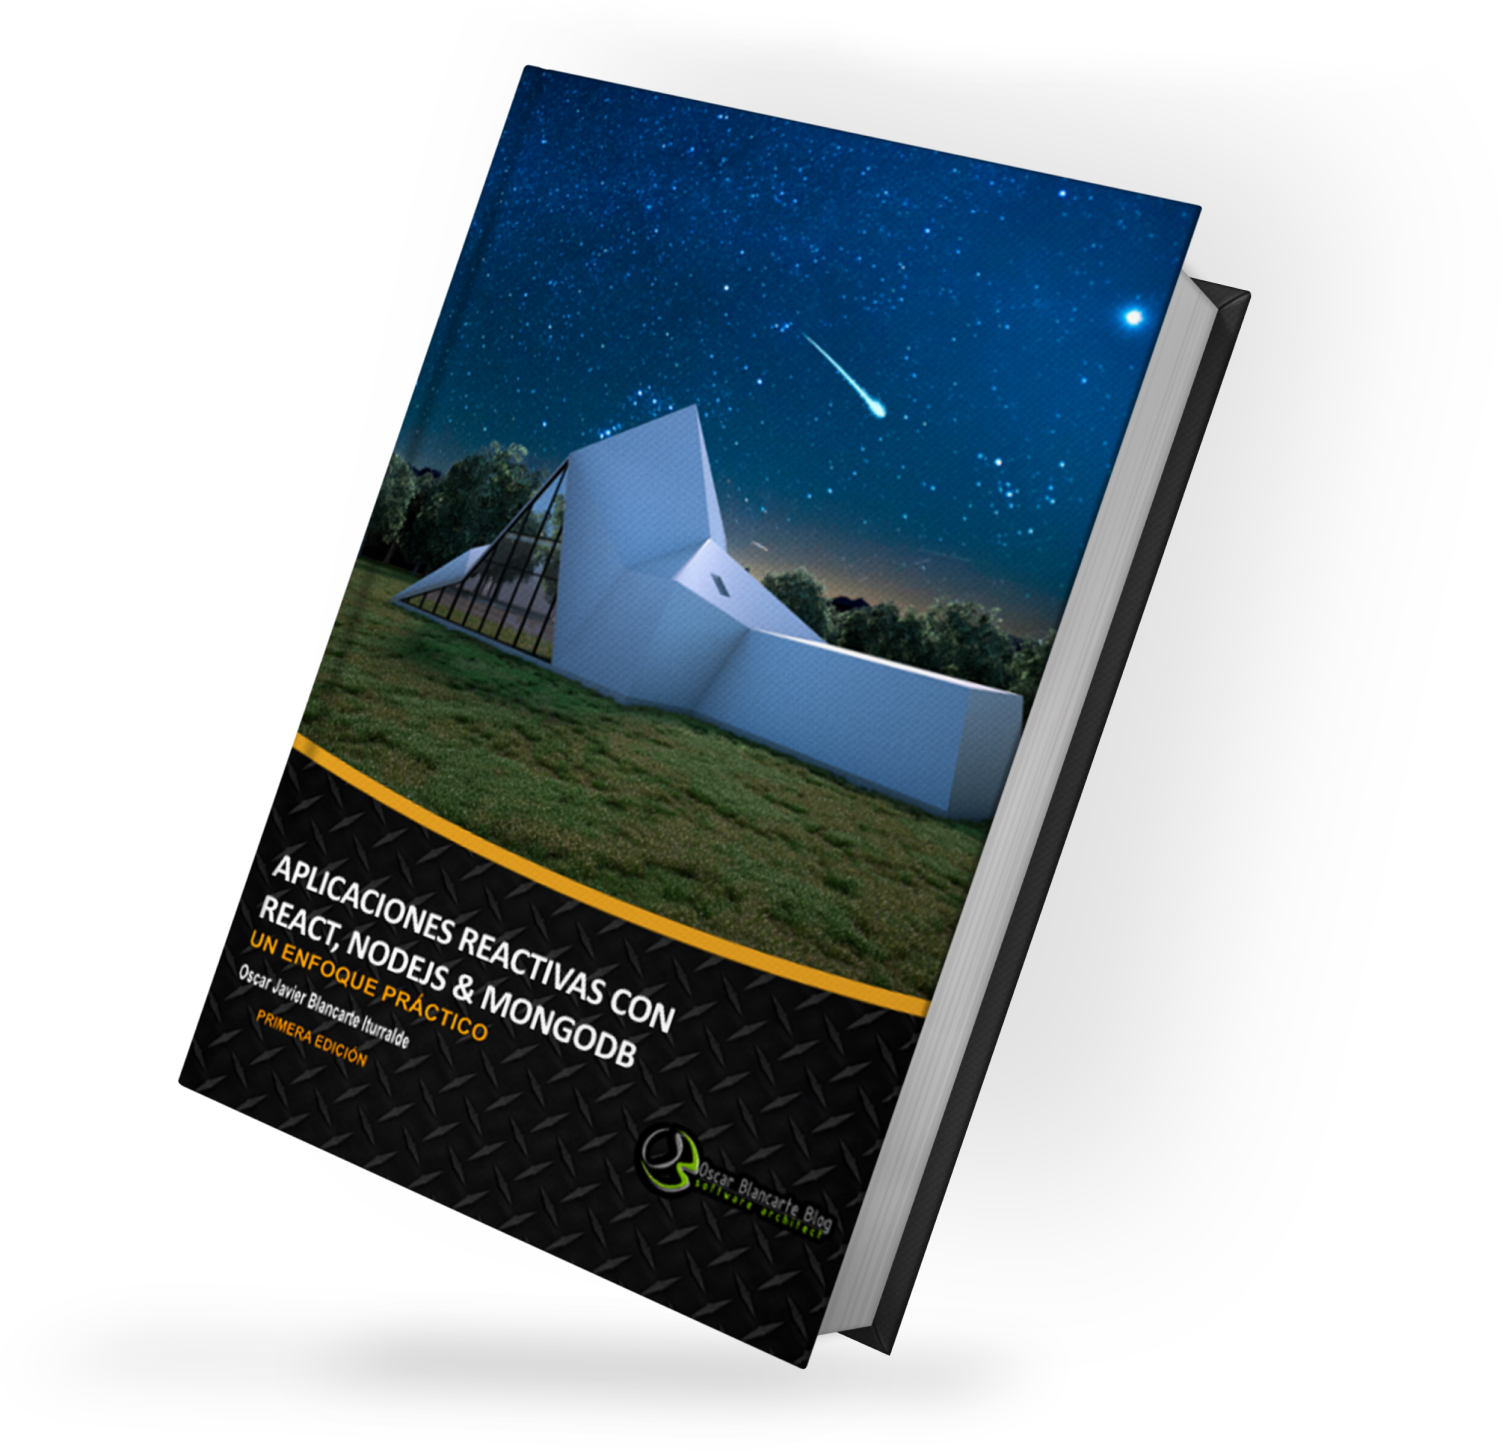 APLICACIONES REACTIVAS CON
REACT, NODEJS & MONGODB
UN ENFOQUE PRÁCTICO
Oscar Javier Blancarte Iturralde
PRIMERA EDICIÓN
Oscar Blancarte Blog
software architect